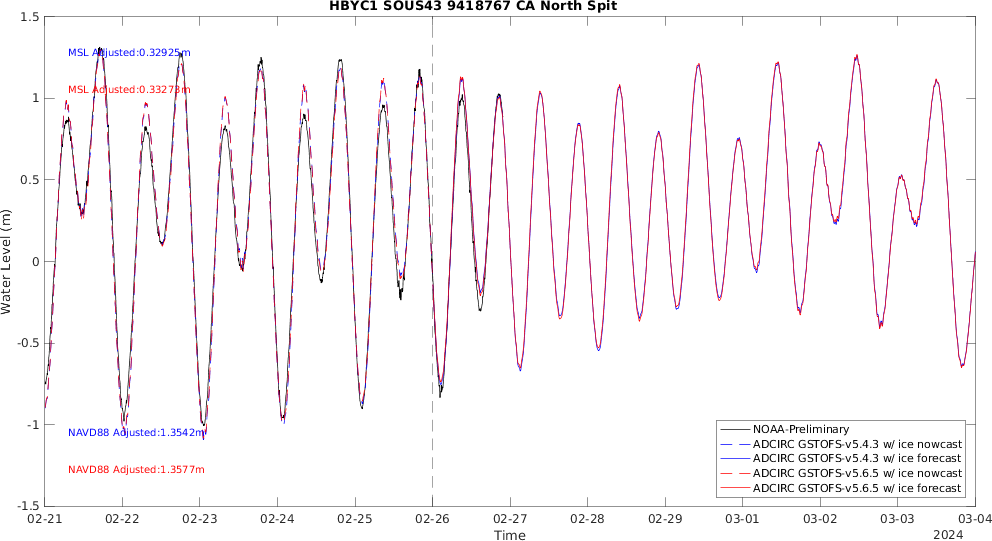 HBYC1 SOUS43 9418767 CA North Spit
1.5
1
0.5
0
-0.5
-1
-1.5
Water Level (m)
MSL Adjusted:0.32925m
MSL Adjusted:0.33273m
NAVD88 Adjusted:1.3542m
NAVD88 Adjusted:1.3577m
NOAA-Preliminary
ADCIRC GSTOFS-v5.4.3 w/ ice nowcast
ADCIRC GSTOFS-v5.4.3 w/ ice forecast
ADCIRC GSTOFS-v5.6.5 w/ ice nowcast
ADCIRC GSTOFS-v5.6.5 w/ ice forecast
02-21 02-22 02-23 02-24 02-25 02-26 02-27 02-28 02-29 03-01 03-02 03-03 03-04
Time
2024